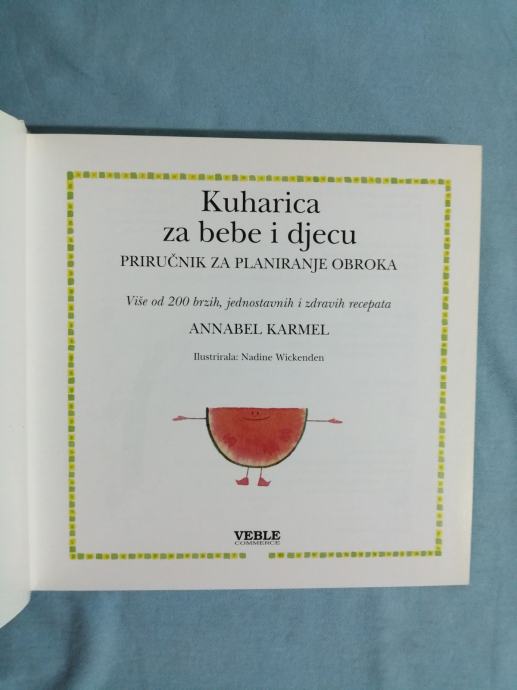 Kuharica
za bebe i djecu
PRIRUČNIK ZA PLANIRANJE OBROKA
Više od 200 brzih, jednostavnih i zdravih recepata
ANNABEL KARMEL
Ilustrirala: Nadine Wickenden
VEBLE
COMMERCE